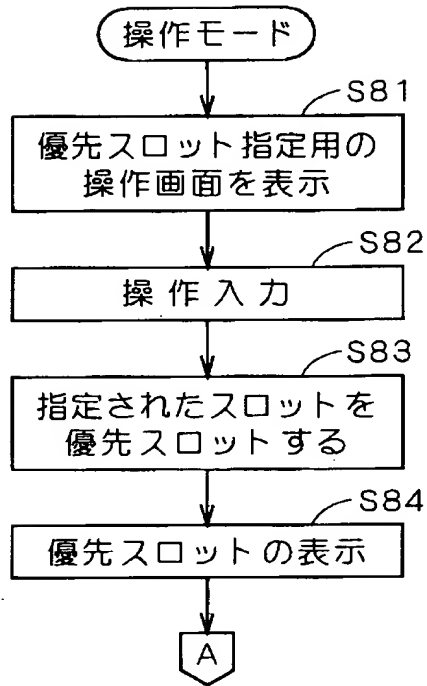 操作モード
S81
優先スロット指定用の
操作画面を表示
S82
操作入力
S83
指定されたスロットを
優先スロットする
S84
優先スロットの表示
A